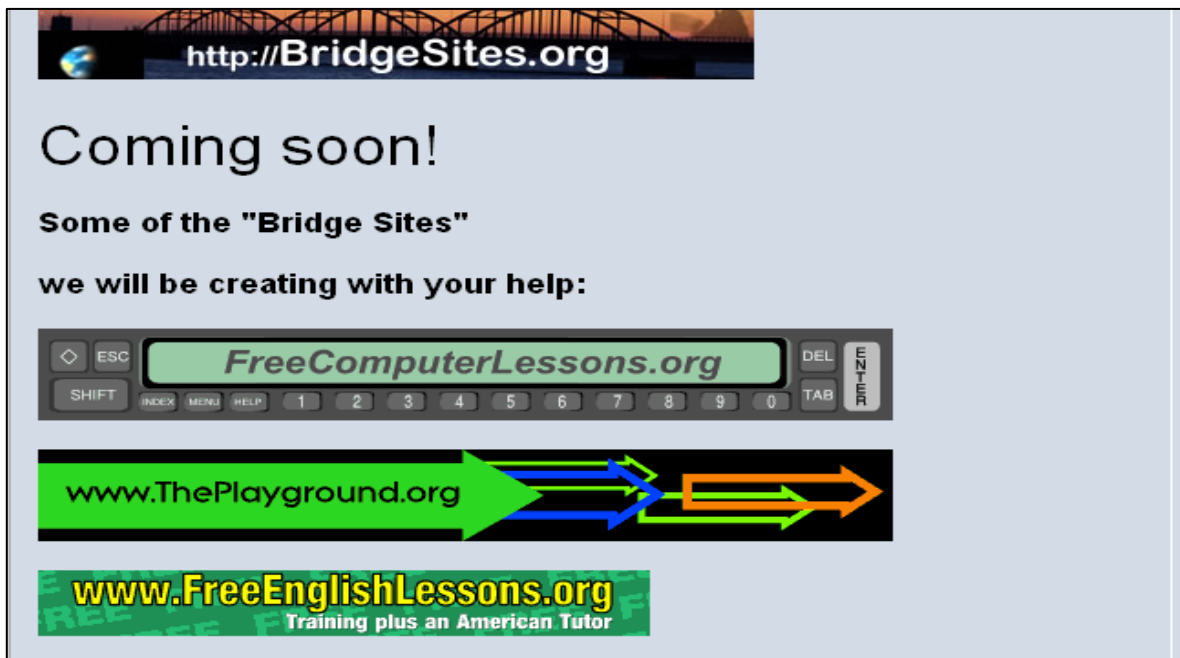 http://BridgeSites.org
Coming soon!
Some of the "Bridge Sites"
we will be creating with your help:
ESC FreeComputerLessons.org DEL ENTER
SHIFT INDEX MENU HELP 1 2 3 4 5 6 7 8 9 0 TAB
www.ThePlayground.org
www.FreeEnglishLessons.org
Training plus an American Tutor